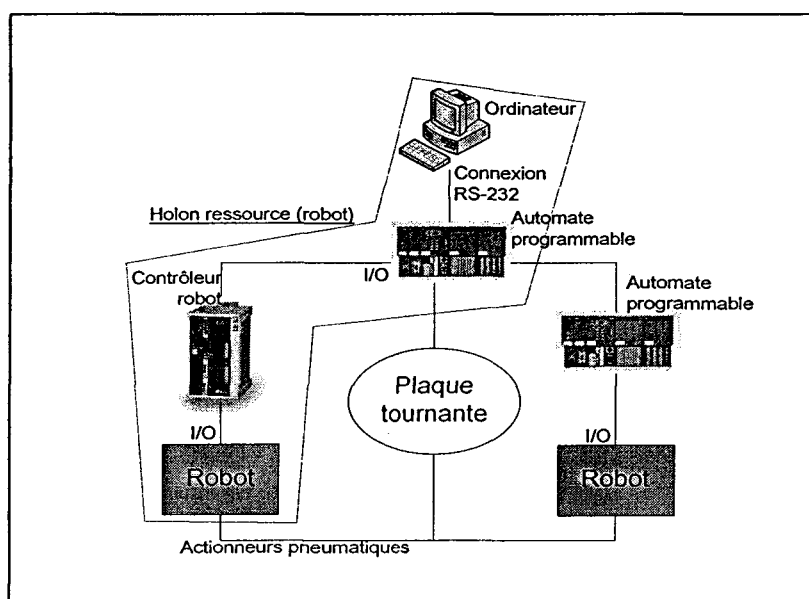 Ordinateur
Connexion
RS-232
Holon ressource (robot)
Automate
programmable
I/O
Contrôleur
robot
Automate
programmable
Plaque
tournante
I/O
I/O
Robot
Robot
Actionneurs pneumatiques